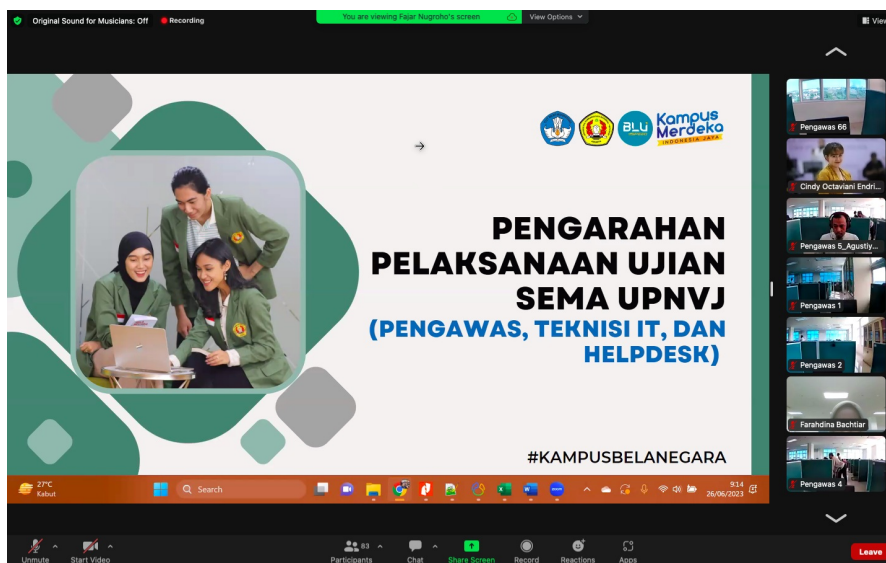 Original Sound for Musicians: Off
Recording
You are viewing Fajar Nugroho's screen
View Options
View
BLU
Kampus
Merdeka
INDONESIA JAYA
PENGARAHAN
PELAKSANAAN UJIAN
SEMA UPNVJ
(PENGAWAS, TEKNISI IT, DAN
HELPDESK)
#KAMPUSBELANEGARA
Pengawas 66
Cindy Octaviani Endri...
Pengawas 5_Agustiy...
Pengawas 1
Pengawas 2
Farahdina Bachtiar
Pengawas 4
27°C
Kabut
Search
9:14
26/06/2023
Unmute
Start Video
83
Participants
Chat
Share Screen
Record
Reactions
Apps
Leave